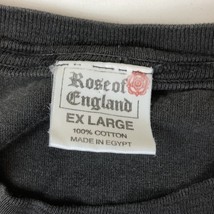 Rose of
England
EX LARGE
100% COTTON
MADE IN EGYPT